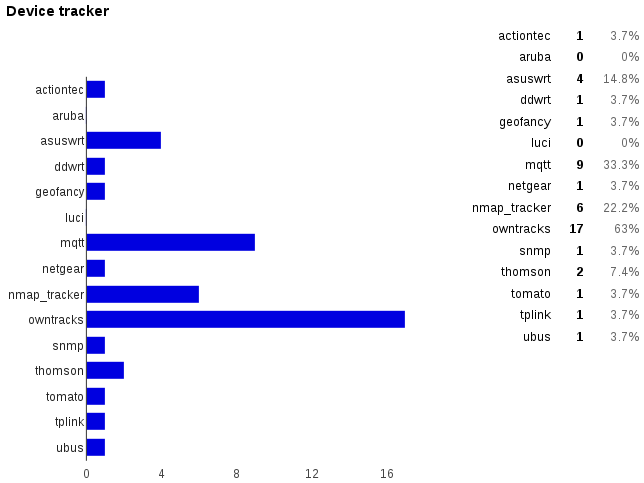 Device tracker
actiontec
aruba
asuswrt
ddwrt
geofancy
luci
mqtt
netgear
nmap_tracker
owntracks
snmp
thomson
tomato
tplink
ubus
0 4 8 12 16
actiontec 1 3.7%
aruba 0 0%
asuswrt 4 14.8%
ddwrt 1 3.7%
geofancy 1 3.7%
luci 0 0%
mqtt 9 33.3%
netgear 1 3.7%
nmap_tracker 6 22.2%
owntracks 17 63%
snmp 1 3.7%
thomson 2 7.4%
tomato 1 3.7%
tplink 1 3.7%
ubus 1 3.7%